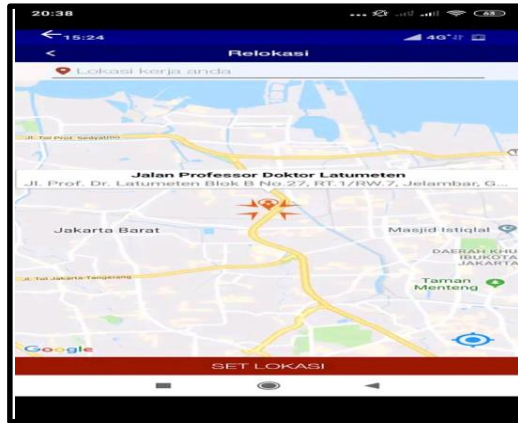 20:38
63
15:24
4G+
Relokasi
Lokasi kerja anda
Jl. Tol Prof. Sedyatmo
Jalan Professor Doktor Latumeten
Jl. Prof. Dr. Latumeten Blok B No.27, RT.1/RW.7, Jelambar, G...
Jakarta Barat
Masjid Istiqlal
DAERAH KHU
IBUKOTA
JAKARTA
Jl. Tol Jakarta-Tangerang
Taman
Menteng
Google
SET LOKASI